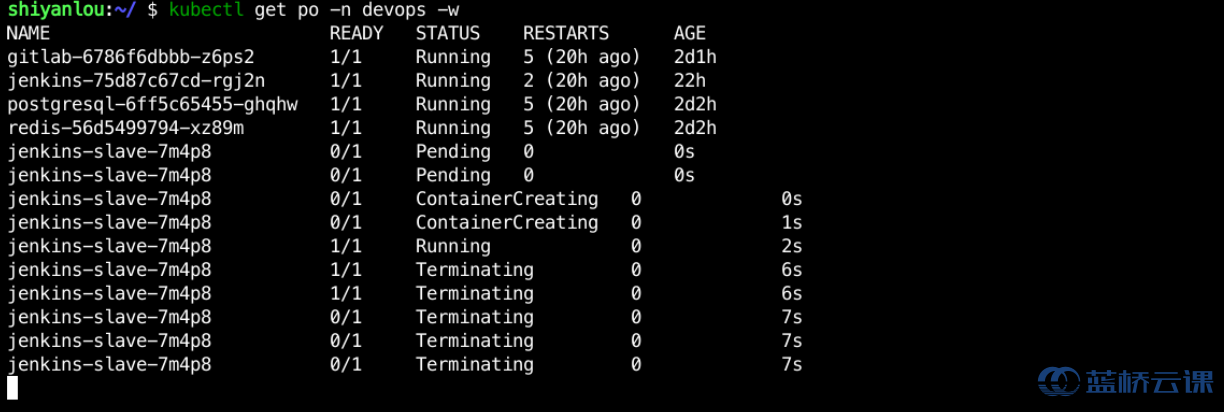 shiyanlou:~/ $ kubectl get po -n devops -w
NAME READY STATUS RESTARTS AGE
gitlab-6786f6dbbb-z6ps2 1/1 Running 5 (20h ago) 2d1h
jenkins-75d87c67cd-rgj2n 1/1 Running 2 (20h ago) 22h
postgresql-6ff5c65455-ghqhw 1/1 Running 5 (20h ago) 2d2h
redis-56d5499794-xz89m 1/1 Running 5 (20h ago) 2d2h
jenkins-slave-7m4p8 0/1 Pending 0 0s
jenkins-slave-7m4p8 0/1 Pending 0 0s
jenkins-slave-7m4p8 0/1 ContainerCreating 0 0s
jenkins-slave-7m4p8 0/1 ContainerCreating 0 1s
jenkins-slave-7m4p8 1/1 Running 0 2s
jenkins-slave-7m4p8 1/1 Terminating 0 6s
jenkins-slave-7m4p8 1/1 Terminating 0 6s
jenkins-slave-7m4p8 0/1 Terminating 0 7s
jenkins-slave-7m4p8 0/1 Terminating 0 7s
jenkins-slave-7m4p8 0/1 Terminating 0 7s
蓝桥云课